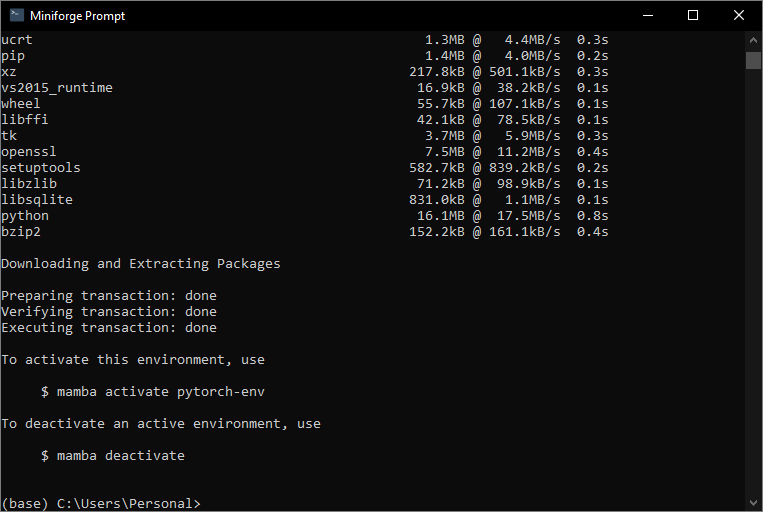 Miniforge Prompt
ucrt 1.3MB @ 4.4MB/s 0.3s
pip 1.4MB @ 4.0MB/s 0.2s
xz 217.8kB @ 501.1kB/s 0.3s
vs2015_runtime 16.9kB @ 38.2kB/s 0.1s
wheel 55.7kB @ 107.1kB/s 0.1s
libffi 42.1kB @ 78.5kB/s 0.1s
tk 3.7MB @ 5.9MB/s 0.3s
openssl 7.5MB @ 11.2MB/s 0.4s
setuptools 582.7kB @ 839.2kB/s 0.2s
libzlib 71.2kB @ 98.9kB/s 0.1s
libsqlite 831.0kB @ 1.1MB/s 0.1s
python 16.1MB @ 17.5MB/s 0.8s
bzip2 152.2kB @ 161.1kB/s 0.4s
Downloading and Extracting Packages
Preparing transaction: done
Verifying transaction: done
Executing transaction: done
To activate this environment, use
$ mamba activate pytorch-env
To deactivate an active environment, use
$ mamba deactivate
(base) C:\Users\Personal>